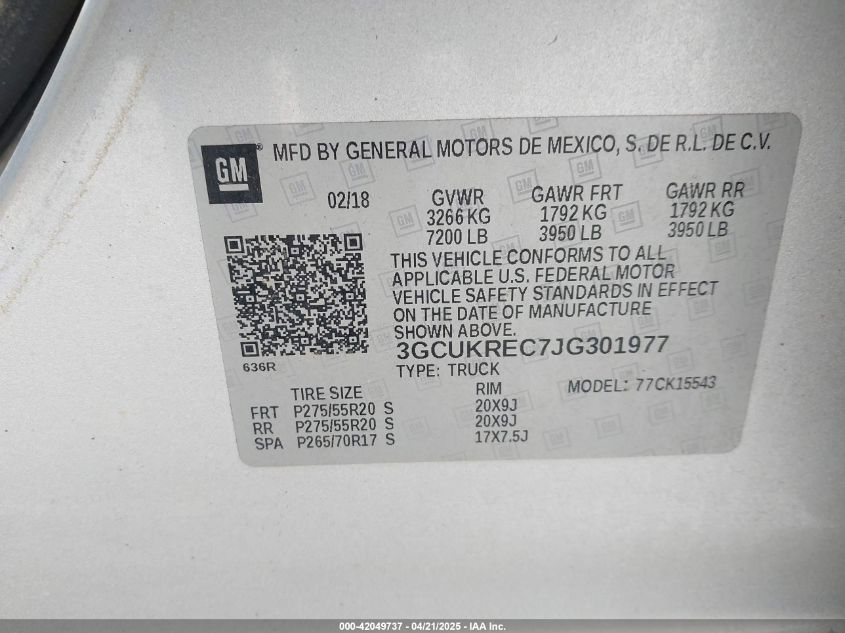 GM ® MFD BY GENERAL MOTORS DE MEXICO, S. DE R.L. DE C.V.
02/18 GVWR GAWR FRT GAWR RR
3266 KG 1792 KG 1792 KG
7200 LB 3950 LB 3950 LB
THIS VEHICLE CONFORMS TO ALL
APPLICABLE U.S. FEDERAL MOTOR
VEHICLE SAFETY STANDARDS IN EFFECT
ON THE DATE OF MANUFACTURE
SHOWN ABOVE.
3GCUKREC7JG301977
636R
TYPE: TRUCK
MODEL: 77CK15543
TIRE SIZE RIM
FRT P275/55R20 S 20X9J
RR P275/55R20 S 20X9J
SPA P265/70R17 S 17X7.5J
000-42049737 - 04/21/2025 - IAA Inc.